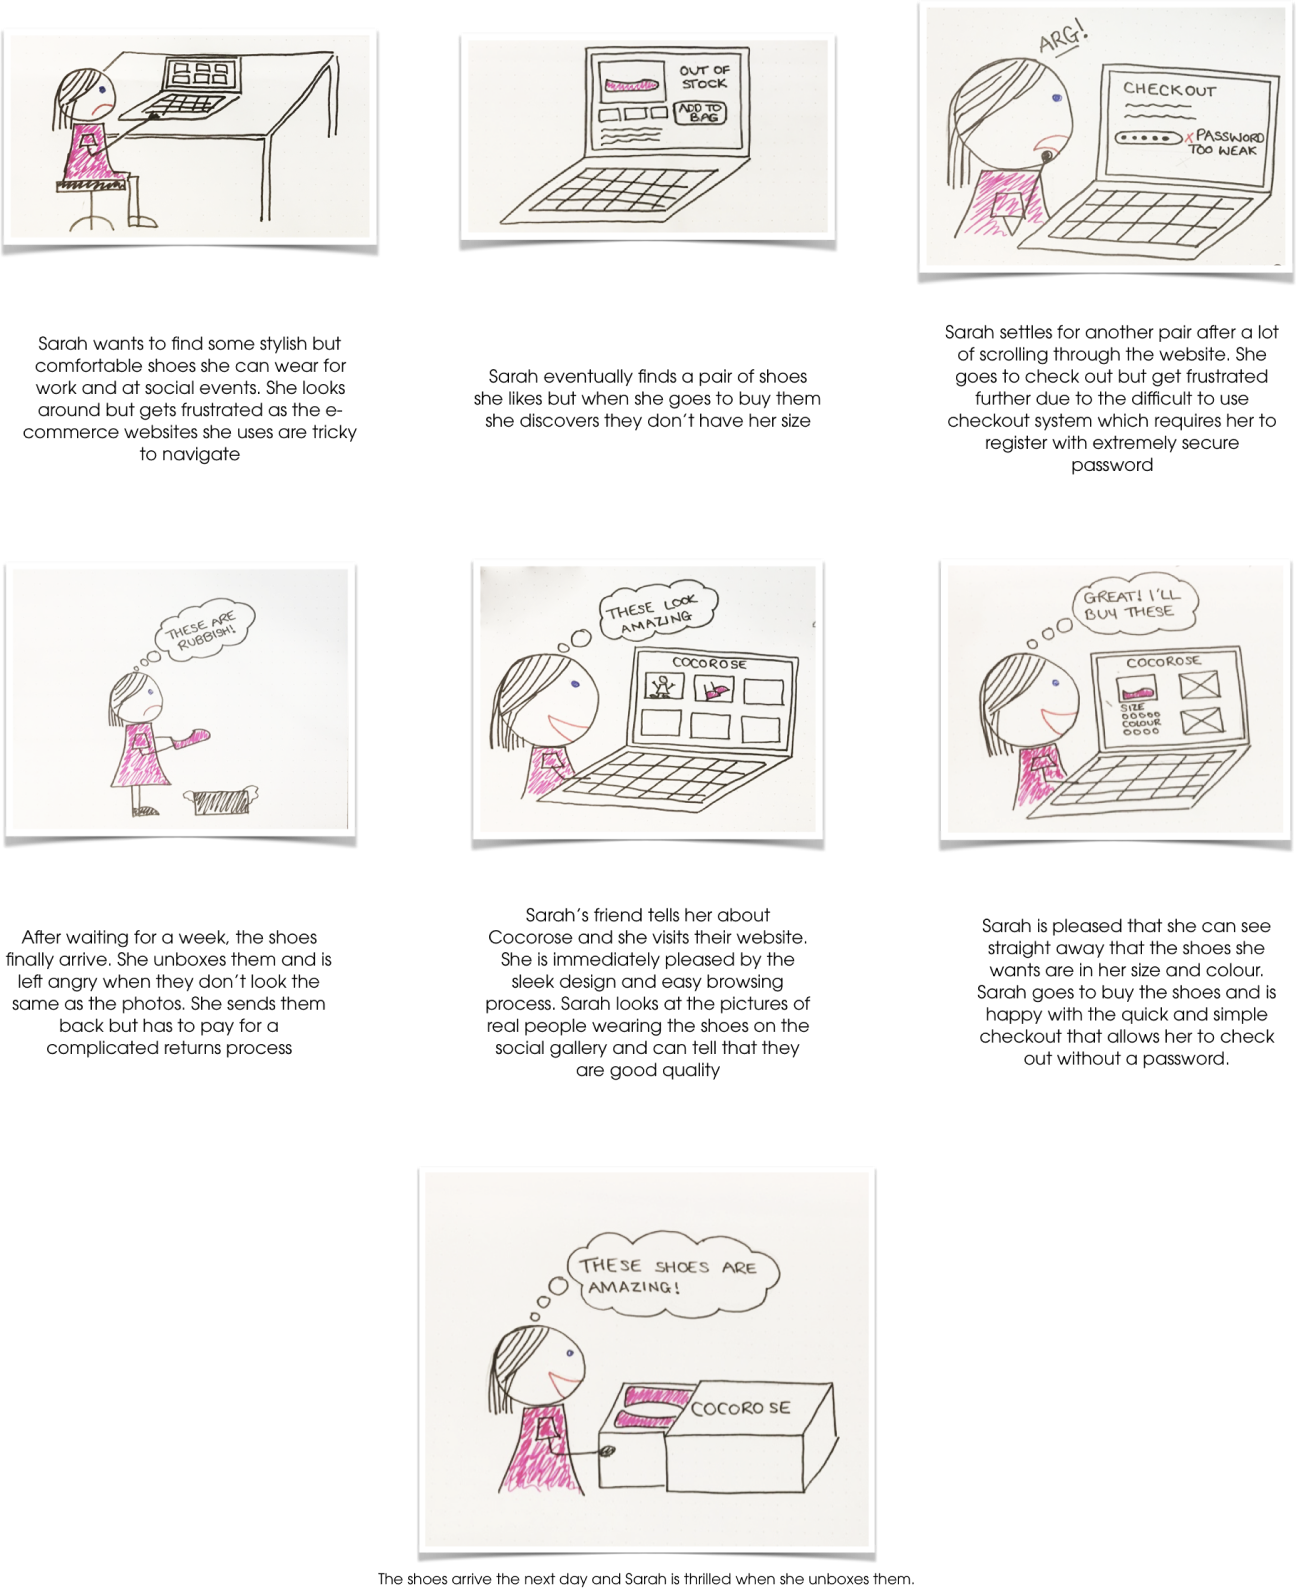 OUT OF
STOCK
ADD TO
BAG
ARG!
CHECKOUT
X PASSWORD
TOO WEAK
Sarah wants to find some stylish but
comfortable shoes she can wear for
work and at social events. She looks
around but gets frustrated as the e-
commerce websites she uses are tricky
to navigate
Sarah eventually finds a pair of shoes
she likes but when she goes to buy them
she discovers they don't have her size
Sarah settles for another pair after a lot
of scrolling through the website. She
goes to check out but get frustrated
further due to the difficult to use
checkout system which requires her to
register with extremely secure
password
THESE ARE
RUBBISH!
THESE LOOK
AMAZING
COCOROSE
GREAT! I'LL
BUY THESE
COCOROSE
SIZE
COLOUR
After waiting for a week, the shoes
finally arrive. She unboxes them and is
left angry when they don't look the
same as the photos. She sends them
back but has to pay for a
complicated returns process
Sarah's friend tells her about
Cocorose and she visits their website.
She is immediately pleased by the
sleek design and easy browsing
process. Sarah looks at the pictures of
real people wearing the shoes on the
social gallery and can tell that they
are good quality
Sarah is pleased that she can see
straight away that the shoes she
wants are in her size and colour.
Sarah goes to buy the shoes and is
happy with the quick and simple
checkout that allows her to check
out without a password.
THESE SHOES ARE
AMAZING!
COCOROSE
The shoes arrive the next day and Sarah is thrilled when she unboxes them.